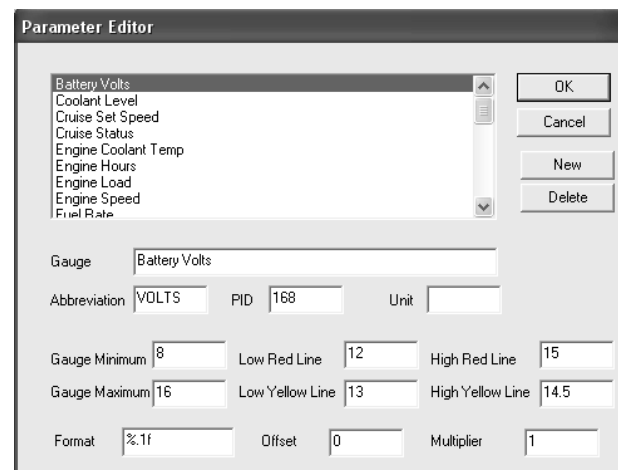 Parameter Editor
Battery Volts
Coolant Level
Cruise Set Speed
Cruise Status
Engine Coolant Temp
Engine Hours
Engine Load
Engine Speed
Fuel Rate
OK
Cancel
New
Delete
Gauge Battery Volts
Abbreviation VOLTS PID 168 Unit
Gauge Minimum 8 Low Red Line 12 High Red Line 15
Gauge Maximum 16 Low Yellow Line 13 High Yellow Line 14.5
Format %.1f Offset 0 Multiplier 1